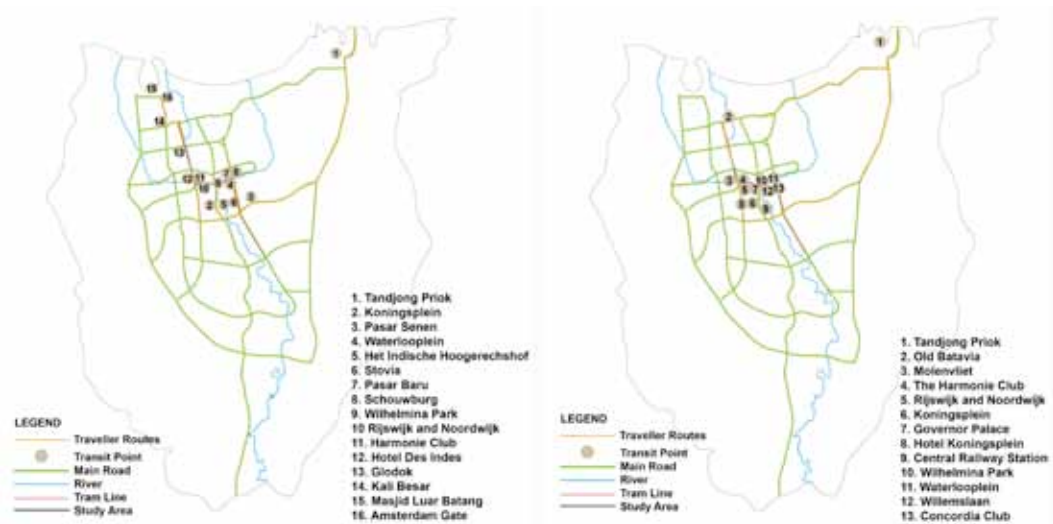 1. Tandjong Priok
2. Koningsplein
3. Pasar Senen
4. Waterlooplein
5. Het Indische Hoogerechshof
6. Stovia
7. Pasar Baru
8. Schouwburg
9. Wilhelmina Park
10 Rijswijk and Noordwijk
11. Harmonie Club
12. Hotel Des Indes
13. Glodok
14. Kali Besar
15. Masjid Luar Batang
16. Amsterdam Gate
LEGEND
Traveller Routes
Transit Point
Main Road
River
Tram Line
Study Area
1. Tandjong Priok
2. Old Batavia
3. Molenvliet
4. The Harmonie Club
5. Rijswijk and Noordwijk
6. Koningsplein
7. Governor Palace
8. Hotel Koningsplein
9. Central Railway Station
10. Wilhelmina Park
11. Waterlooplein
12. Willemslaan
13. Concordia Club
LEGEND
Traveller Routes
Transit Point
Main Road
River
Tram Line
Study Area